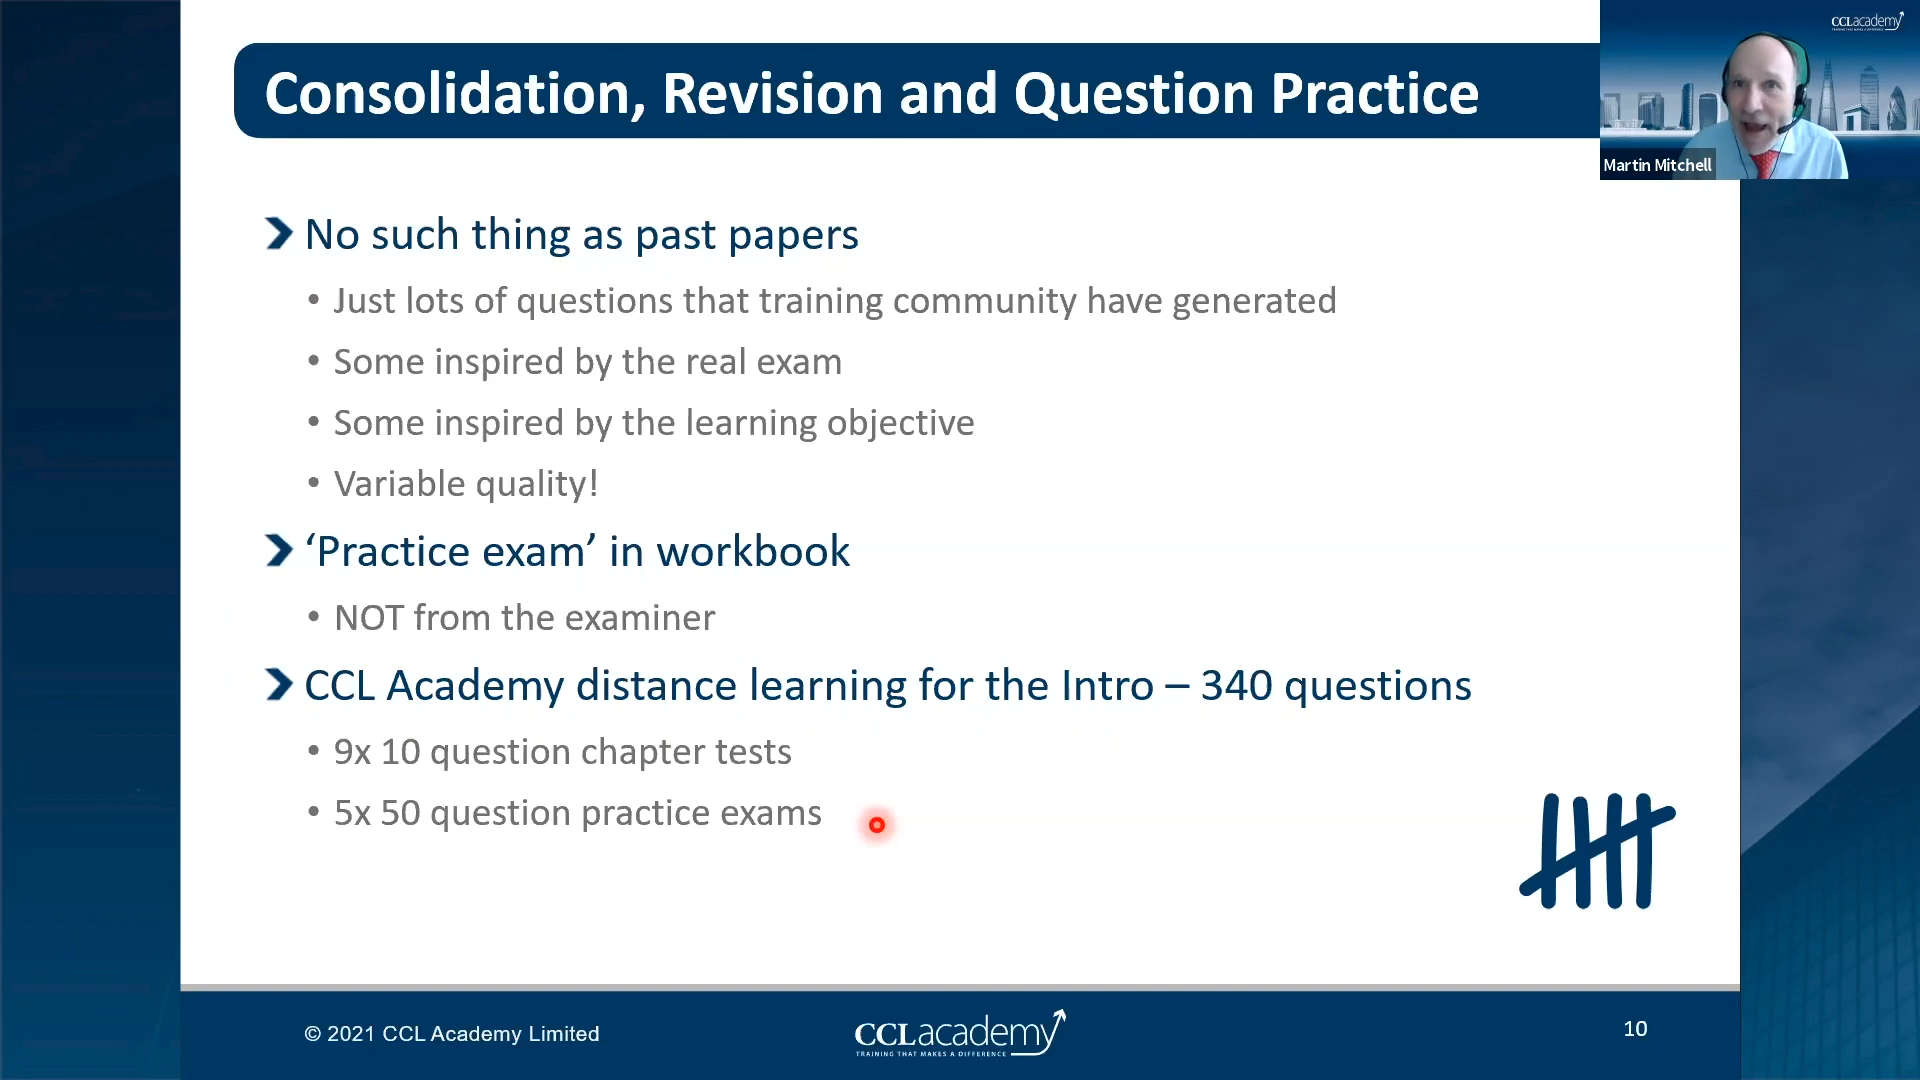 Consolidation, Revision and Question Practice
CCLacademy
Martin Mitchell
No such thing as past papers
• Just lots of questions that training community have generated
• Some inspired by the real exam
• Some inspired by the learning objective
• Variable quality!
‘Practice exam’ in workbook
• NOT from the examiner
CCL Academy distance learning for the Intro – 340 questions
• 9x 10 question chapter tests
• 5x 50 question practice exams
© 2021 CCL Academy Limited
CCLacademy
TRAINING THAT MAKES A DIFFERENCE
10